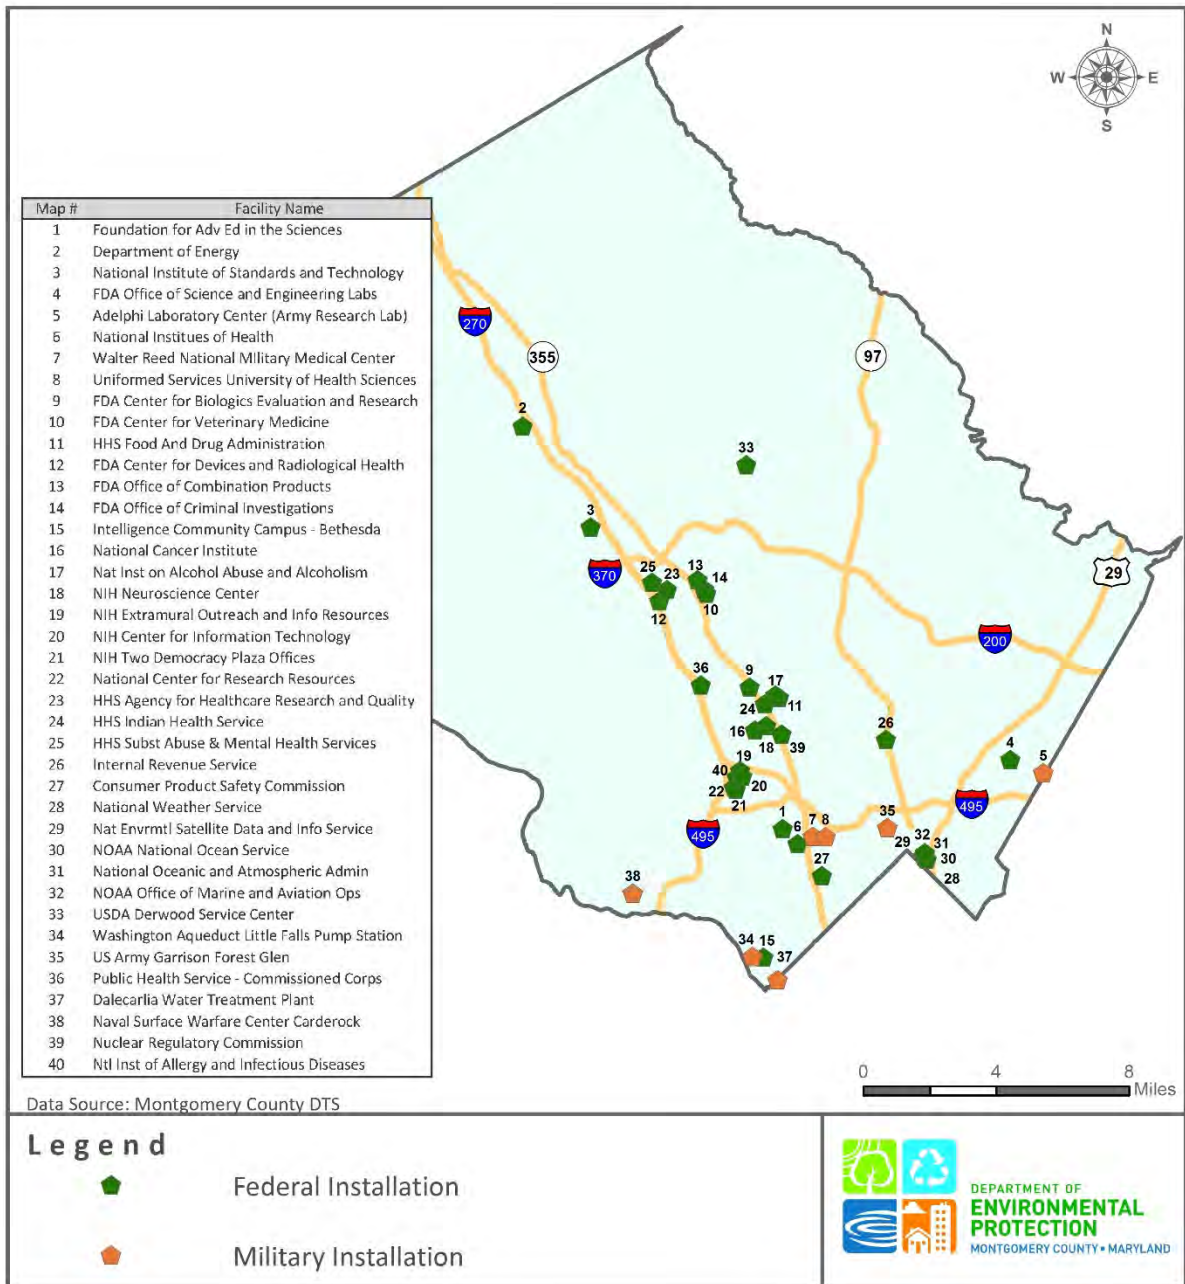 N
W E
S
Map # Facility Name
1 Foundation for Adv Ed in the Sciences
2 Department of Energy
3 National Institute of Standards and Technology
4 FDA Office of Science and Engineering Labs
5 Adelphi Laboratory Center (Army Research Lab)
6 National Institues of Health
7 Walter Reed National MIlitary Medical Center
8 Uniformed Services University of Health Sciences
9 FDA Center for Biologics Evaluation and Research
10 FDA Center for Veterinary Medicine
11 HHS Food And Drug Administration
12 FDA Center for Devices and Radiological Health
13 FDA Office of Combination Products
14 FDA Office of Criminal Investigations
15 Intelligence Community Campus - Bethesda
16 National Cancer Institute
17 Nat Inst on Alcohol Abuse and Alcoholism
18 NIH Neuroscience Center
19 NIH Extramural Outreach and Info Resources
20 NIH Center for Information Technology
21 NIH Two Democracy Plaza Offices
22 National Center for Research Resources
23 HHS Agency for Healthcare Research and Quality
24 HHS Indian Health Service
25 HHS Subst Abuse & Mental Health Services
26 Internal Revenue Service
27 Consumer Product Safety Commission
28 National Weather Service
29 Nat Envrmtl Satellite Data and Info Service
30 NOAA National Ocean Service
31 National Oceanic and Atmospheric Admin
32 NOAA Office of Marine and Aviation Ops
33 USDA Derwood Service Center
34 Washington Aqueduct Little Falls Pump Station
35 US Army Garrison Forest Glen
36 Public Health Service - Commissioned Corps
37 Dalecarlia Water Treatment Plant
38 Naval Surface Warfare Center Carderock
39 Nuclear Regulatory Commission
40 Ntl Inst of Allergy and Infectious Diseases
270
355
97
2
33
3
370
25 23 13 14
12 10
29
200
36 9 17
24 11
16 18 39
26
4
5
19
40 20
22 21
495
1 6 7 8
27
35
29 32 31
30
28
495
38
34 15
37
0 4 8
Miles
Data Source: Montgomery County DTS
Legend
Federal Installation
Military Installation
DEPARTMENT OF
ENVIRONMENTAL
PROTECTION
MONTGOMERY COUNTY • MARYLAND